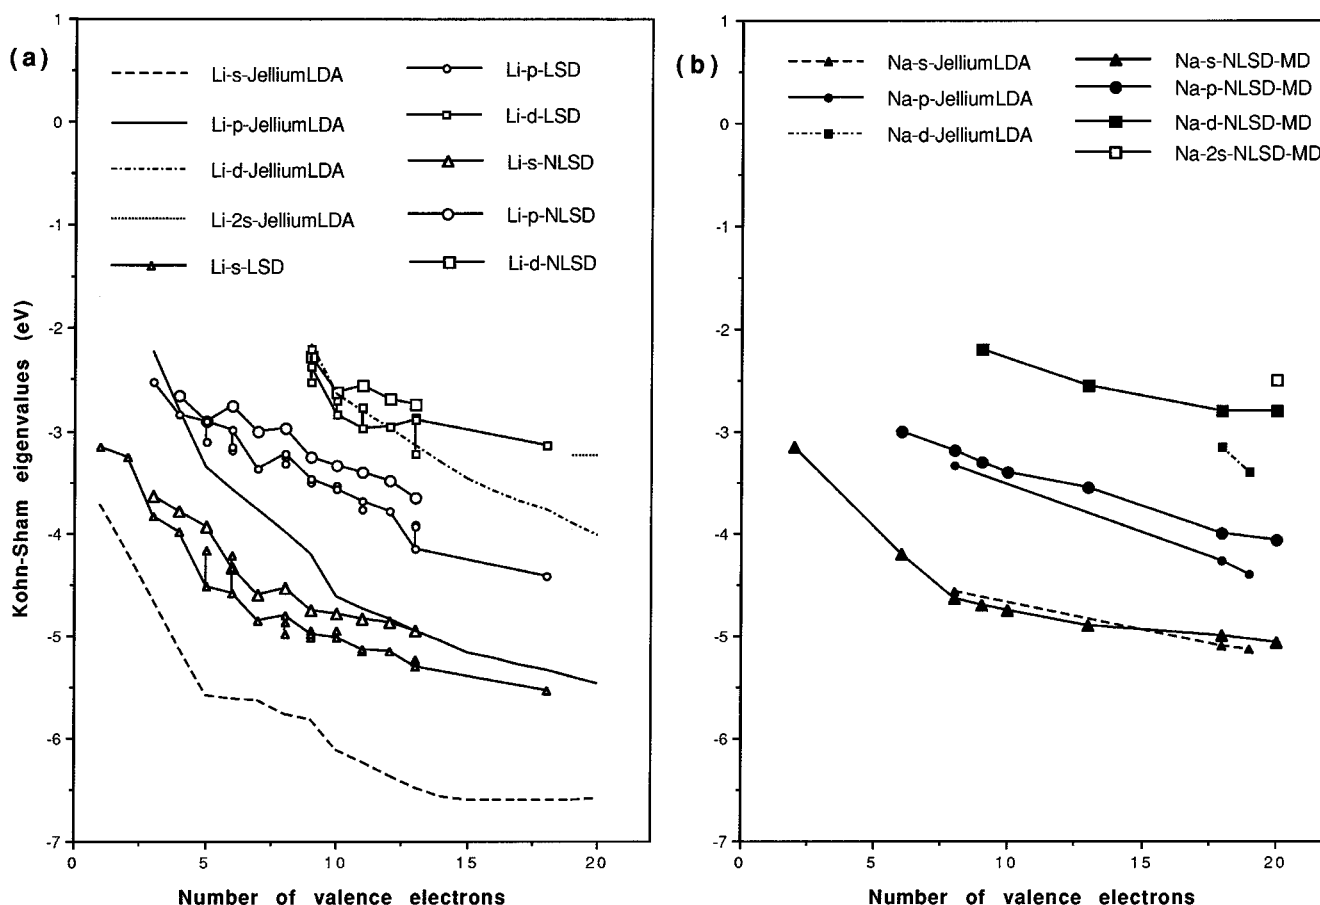 (a)
Li-s-JelliumLDA
Li-p-JelliumLDA
Li-d-JelliumLDA
Li-2s-JelliumLDA
Li-s-LSD
Li-p-LSD
Li-d-LSD
Li-s-NLSD
Li-p-NLSD
Li-d-NLSD
1
0
-1
-2
-3
-4
-5
-6
-7
Kohn-Sham eigenvalues (eV)
0
5
10
15
20
Number of valence electrons
(b)
Na-s-JelliumLDA
Na-p-JelliumLDA
Na-d-JelliumLDA
Na-s-NLSD-MD
Na-p-NLSD-MD
Na-d-NLSD-MD
Na-2s-NLSD-MD
1
0
-1
-2
-3
-4
-5
-6
-7
0
5
10
15
20
Number of valence electrons